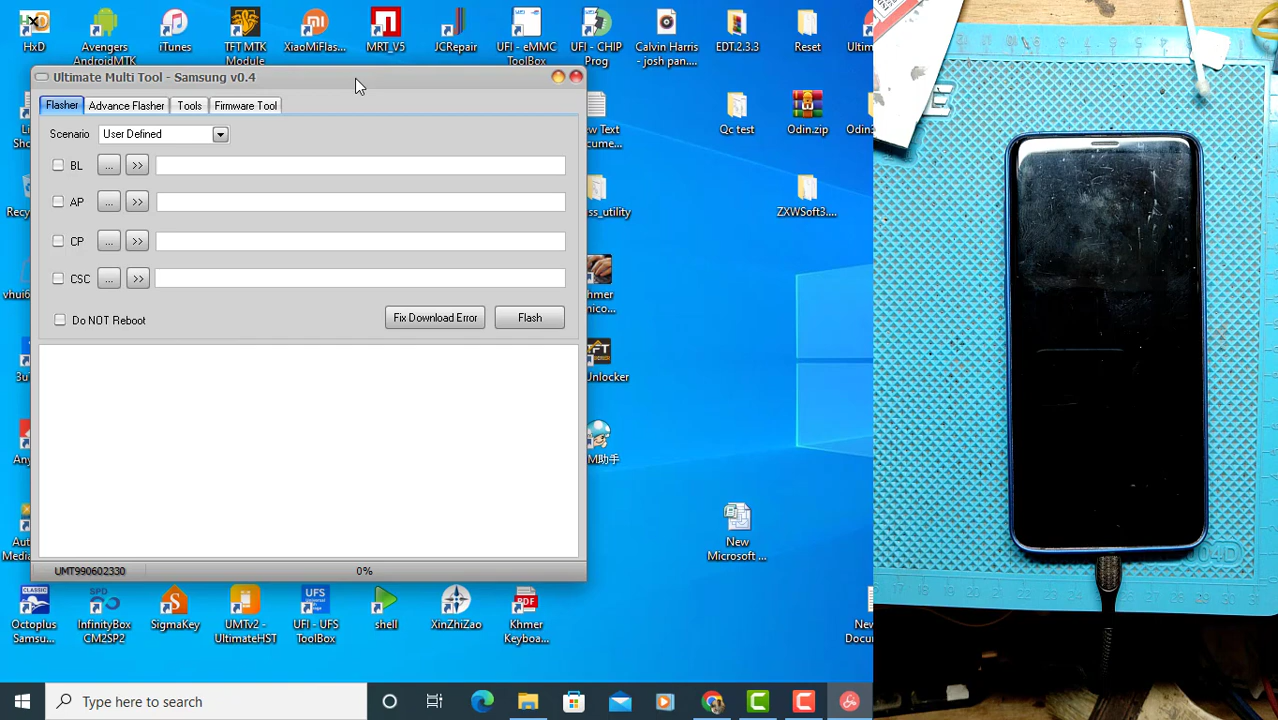 HxD
Avengers
AndroidMTK
iTunes
TFT MTK
Module
XiaoMiFlas...
MRT_V5
JCRepair
UFI - eMMC
ToolBox
UFI - CHIP
Prog
Calvin Harris
- josh pan....
EDT.2.3.3
Reset
Ultimate Multi Tool - Samsung v0.4
Flasher
Advance Flasher
Tools
Firmware Tool
Scenario
User Defined
BL
...
>>
AP
...
>>
CP
...
>>
CSC
...
>>
Do NOT Reboot
Fix Download Error
Flash
UMT990602330
0%
Qc test
Odin.zip
ZXWSoft3....
Unlocker
New
Microsoft ...
CLASSIC
Octoplus
Samsu...
SPD
InfinityBox
CM2SP2
SigmaKey
UMTv2 -
UltimateHST
UFS
UFI - UFS
ToolBox
shell
XinZhiZao
PDF
Khmer
Keyboa...
Type here to search
E